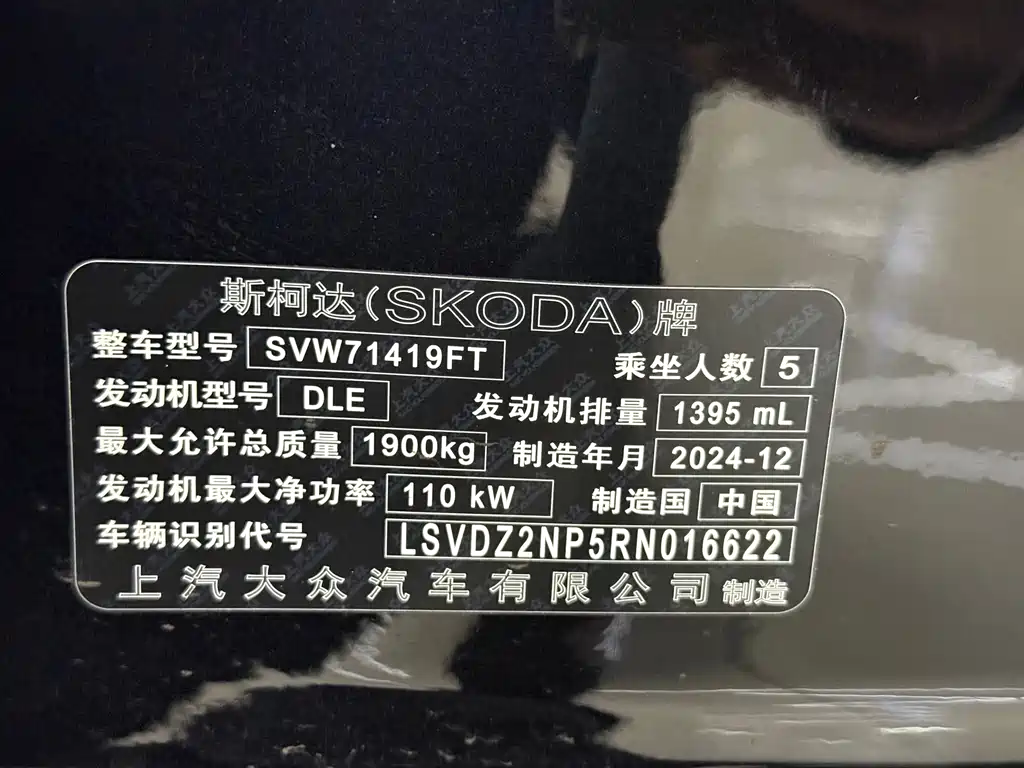 斯柯达(SKODA)牌
整车型号 SVW71419FT 乘坐人数 5
发动机型号 DLE 发动机排量 1395 mL
最大允许总质量 1900kg 制造年月 2024-12
发动机最大净功率 110 kW 制造国 中国
车辆识别代号 LSVDZ2NP5RN016622
上汽大众汽车有限公司 制造